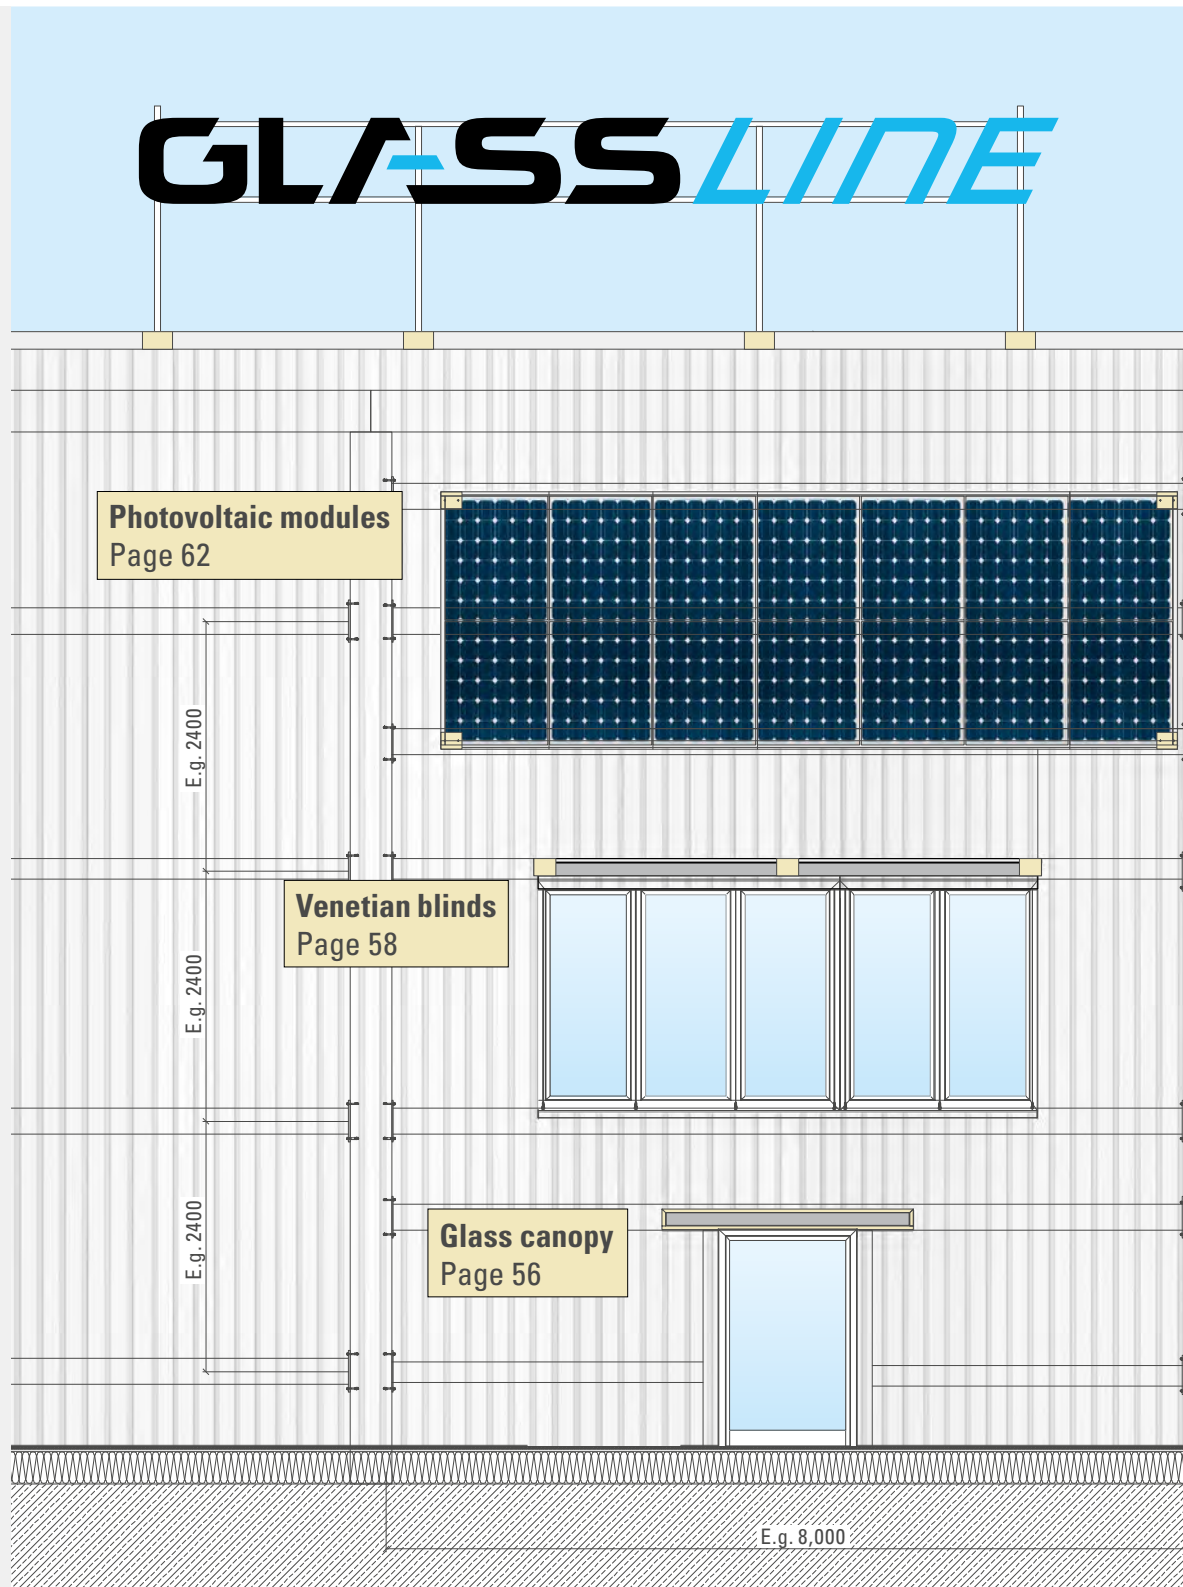 GLASSLINE
Photovoltaic modules
Page 62
E.g. 2400
Venetian blinds
Page 58
E.g. 2400
Glass canopy
Page 56
E.g. 2400
E.g. 8,000